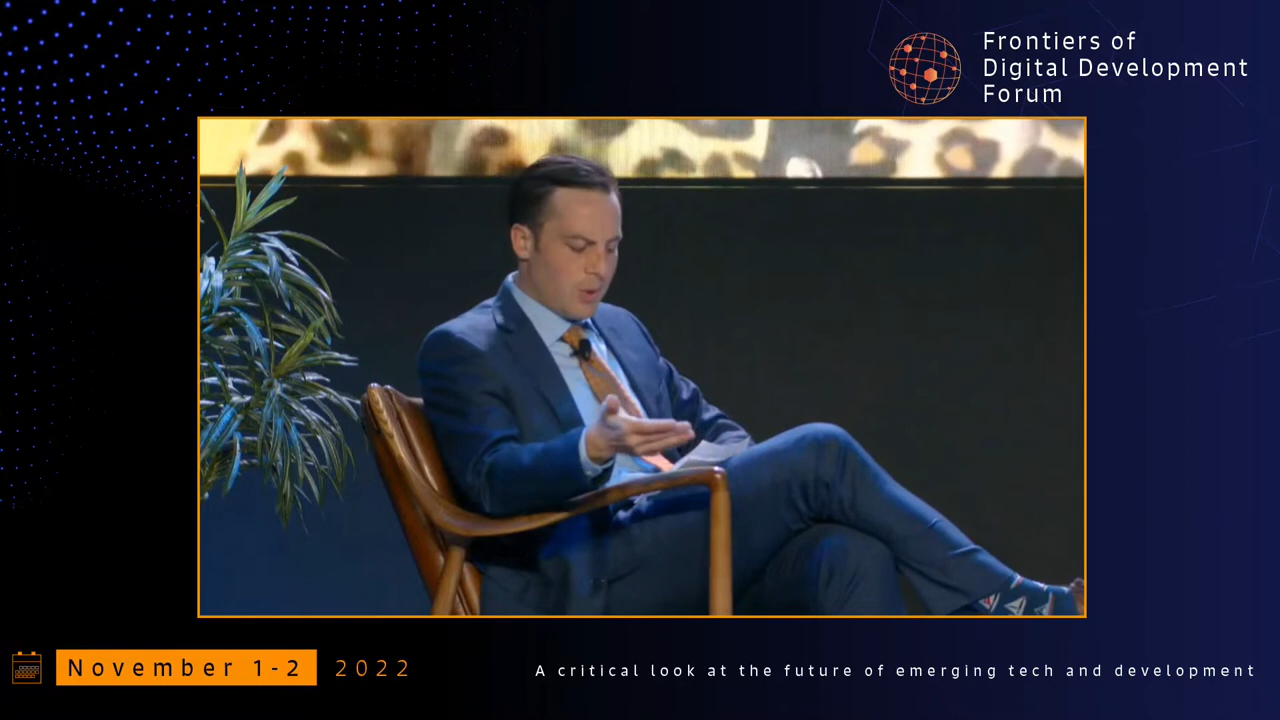 Frontiers of
Digital Development
Forum
November 1-2 2022
A critical look at the future of emerging tech and development